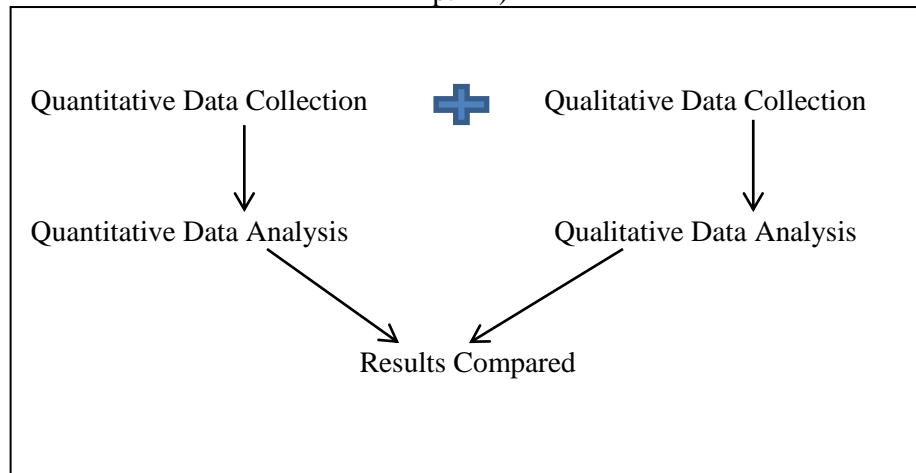 Quantitative Data Collection Qualitative Data Collection
Quantitative Data Analysis Qualitative Data Analysis
Results Compared